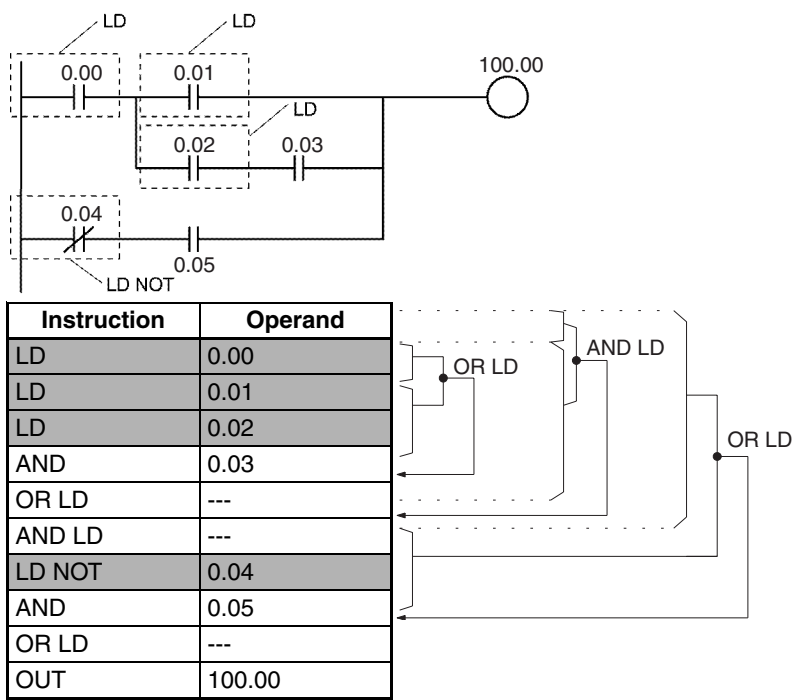 LD LD
0.00 0.01 100.00
LD
0.02 0.03
0.04
0.05
LD NOT
Instruction Operand
LD 0.00
LD 0.01
LD 0.02
AND 0.03
OR LD ---
AND LD ---
LD NOT 0.04
AND 0.05
OR LD ---
OUT 100.00
AND LD
OR LD
OR LD